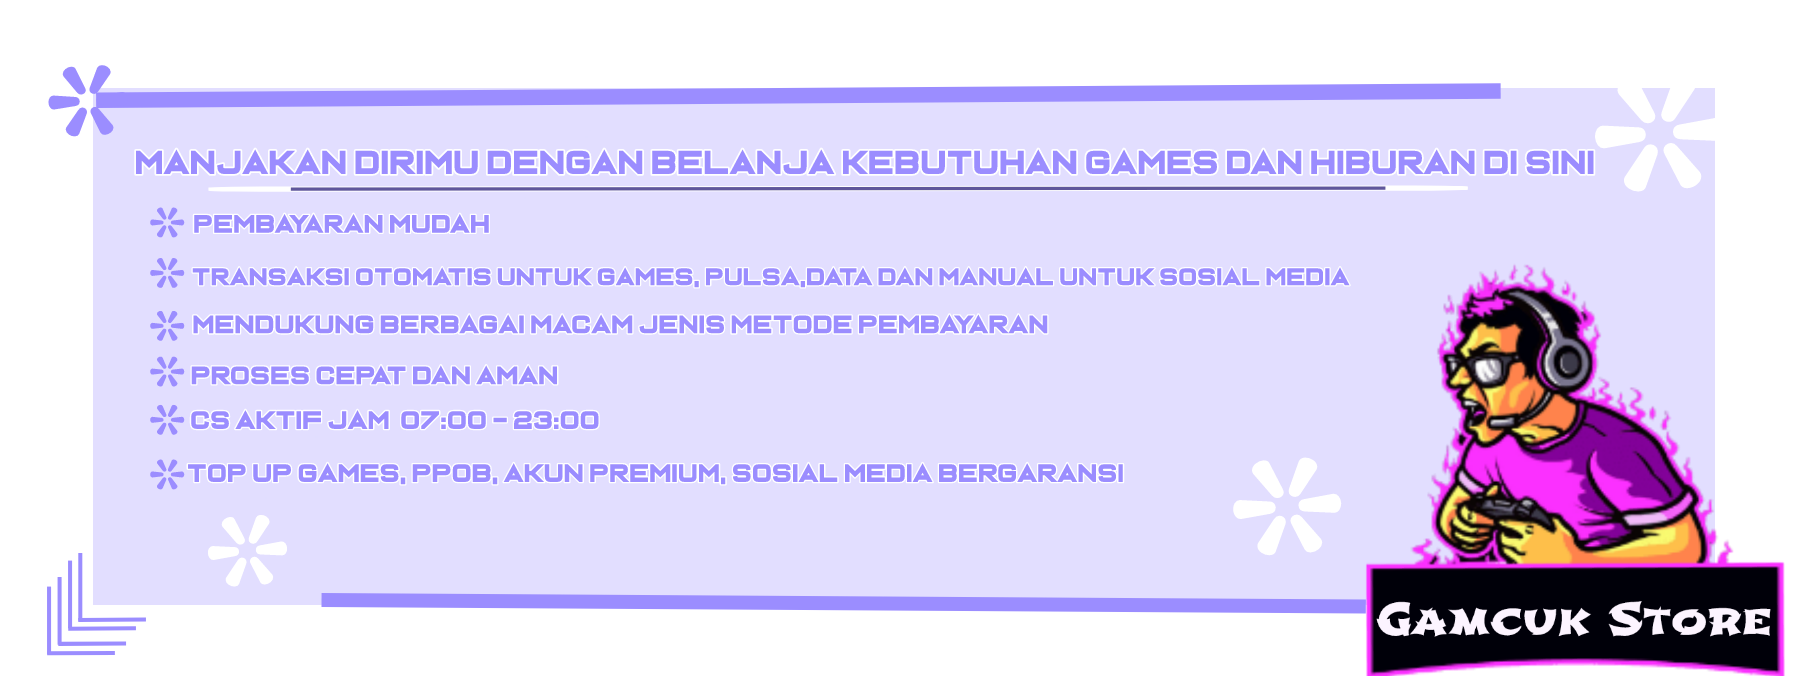 MANJAKAN DIRIMU DENGAN BELANJA KEBUTUHAN GAMES DAN HIBURAN DI SINI
PEMBAYARAN MUDAH
TRANSAKSI OTOMATIS UNTUK GAMES, PULSA,DATA DAN MANUAL UNTUK SOSIAL MEDIA
MENDUKUNG BERBAGAI MACAM JENIS METODE PEMBAYARAN
PROSES CEPAT DAN AMAN
CS AKTIF JAM 07:00 - 23:00
TOP UP GAMES, PPOB, AKUN PREMIUM, SOSIAL MEDIA BERGARANSI
GAMCUK STORE